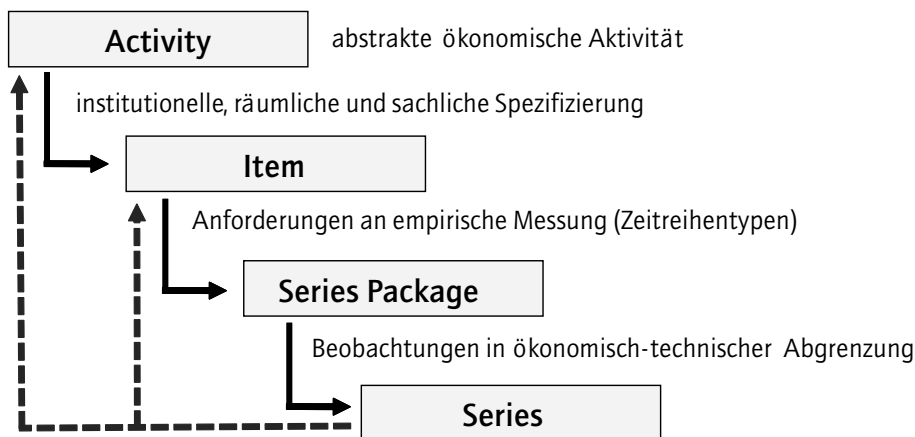 Activity
abstrakte ökonomische Aktivität
institutionelle, räumliche und sachliche Spezifizierung
Item
Anforderungen an empirische Messung (Zeitreihentypen)
Series Package
Beobachtungen in ökonomisch-technischer Abgrenzung
Series